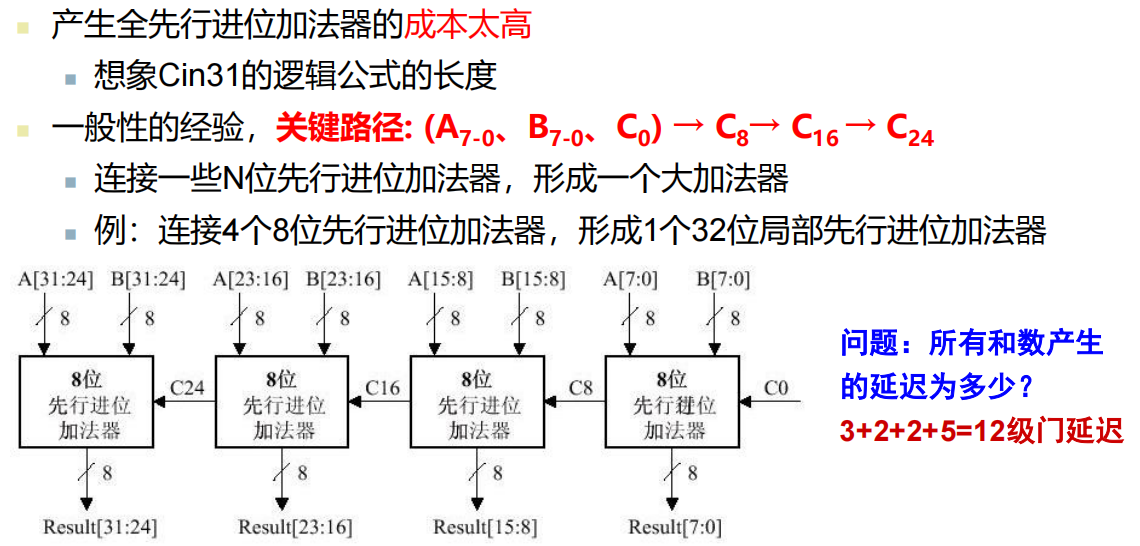 产生全先行进位加法器的成本太高
想象Cin31的逻辑公式的长度
一般性的经验，关键路径: (A7-0、B7-0、C0) → C8→ C16→ C24
连接一些N位先行进位加法器，形成一个大加法器
例：连接4个8位先行进位加法器，形成1个32位局部先行进位加法器
A[31:24] B[31:24] A[23:16] B[23:16] A[15:8] B[15:8] A[7:0] B[7:0]
8 8 8 8 8 8 8 8
8位
先行进位
加法器
C24
8位
先行进位
加法器
C16
8位
先行进位
加法器
C8
8位
先行进位
加法器
C0
8 8 8 8
Result[31:24] Result[23:16] Result[15:8] Result[7:0]
问题：所有和数产生
的延迟为多少？
3+2+2+5=12级门延迟